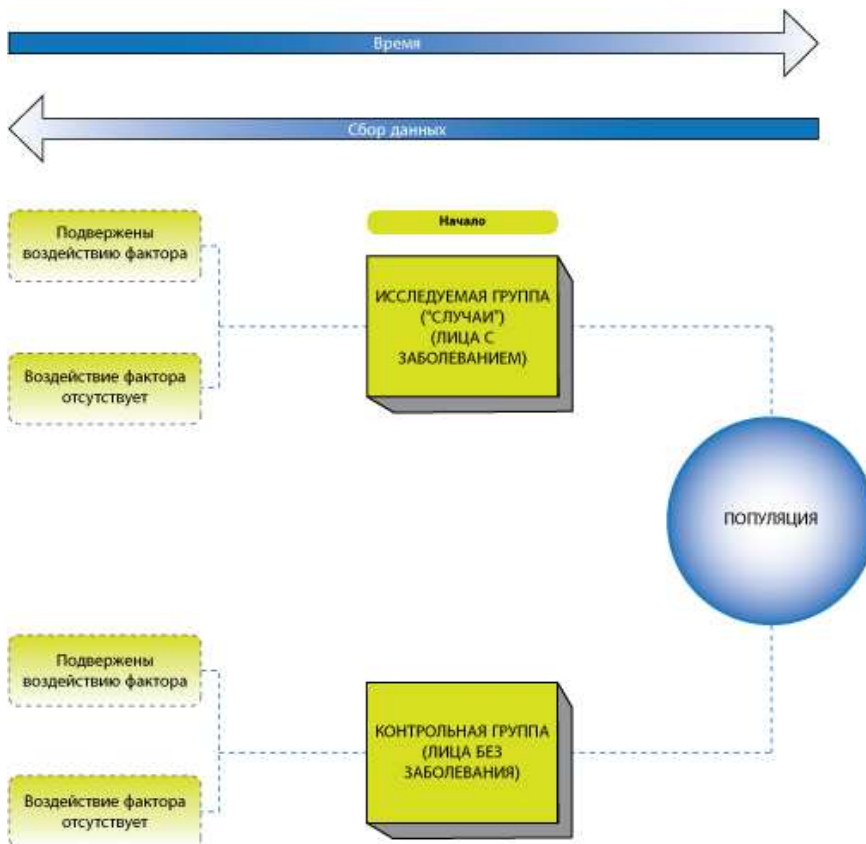 Время
Сбор данных
Подвержены
воздействию фактора
Воздействие фактора
отсутствует
Начало
ИССЛЕДУЕМАЯ ГРУППА
("СЛУЧАИ")
(ЛИЦА С
ЗАБОЛЕВАНИЕМ)
ПОПУЛЯЦИЯ
Подвержены
воздействию фактора
Воздействие фактора
отсутствует
КОНТРОЛЬНАЯ ГРУППА
(ЛИЦА БЕЗ
ЗАБОЛЕВАНИЯ)